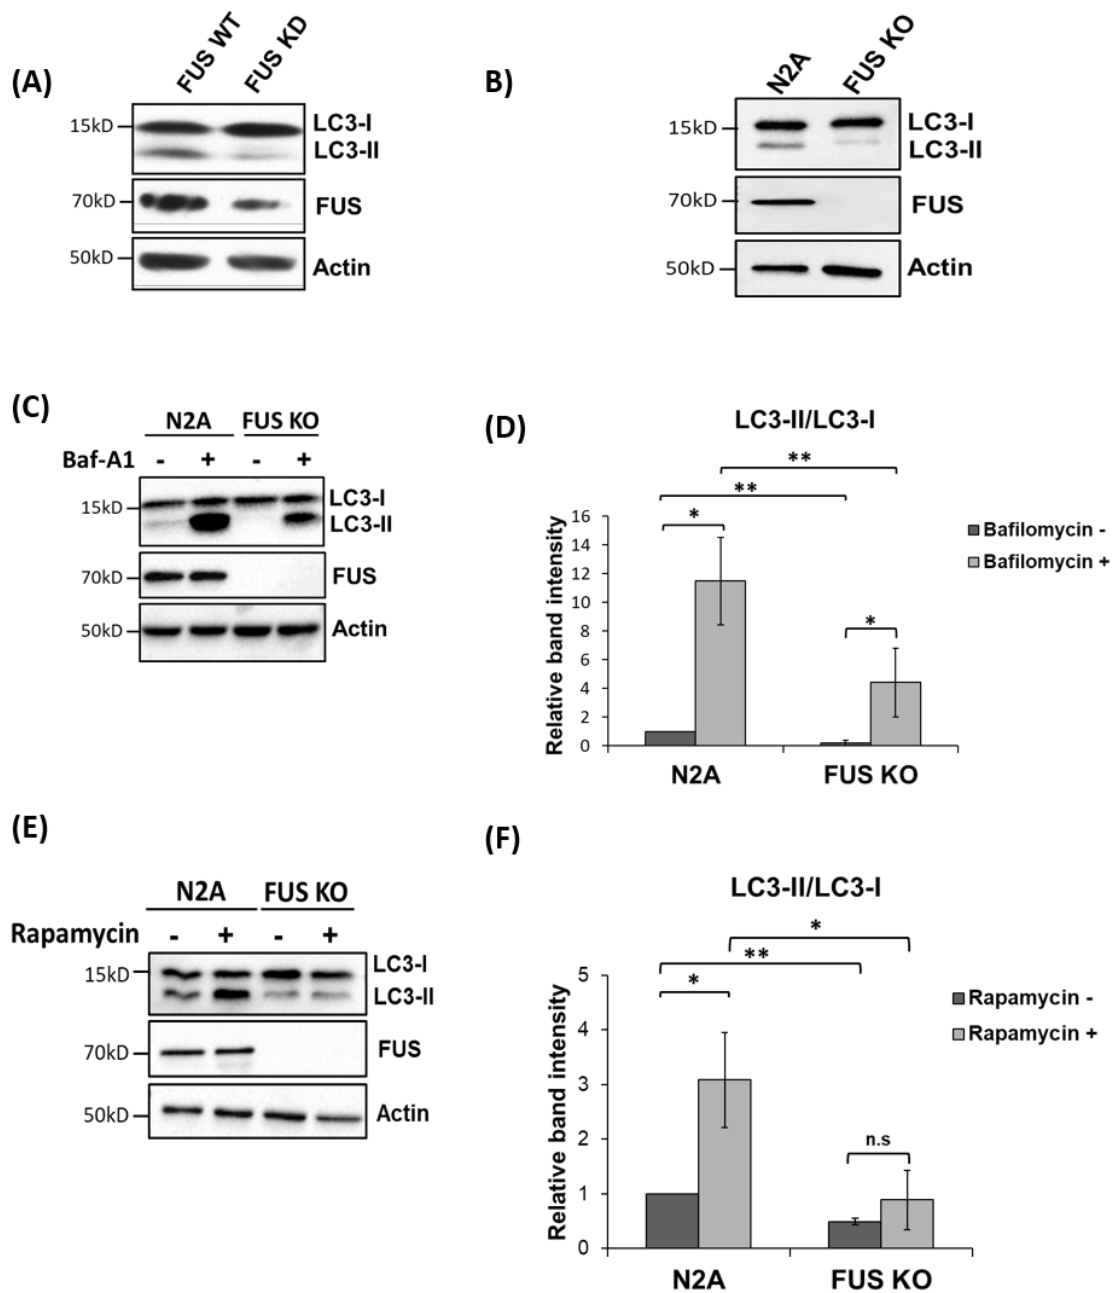 (A)
FUS WT
FUS KD
15kD
LC3-I
LC3-II
70kD
FUS
50kD
Actin
(B)
N2A
FUS KO
15kD
LC3-I
LC3-II
70kD
FUS
50kD
Actin
(C)
N2A FUS KO
Baf-A1 - + - +
15kD
LC3-I
LC3-II
70kD
FUS
50kD
Actin
(D)
LC3-II/LC3-I
**
**
*
*
Relative band intensity
16
14
12
10
8
6
4
2
0
N2A FUS KO
Bafilomycin -
Bafilomycin +
(E)
N2A FUS KO
Rapamycin - + - +
15kD
LC3-I
LC3-II
70kD
FUS
50kD
Actin
(F)
LC3-II/LC3-I
*
**
*
n.s
Relative band intensity
5
4
3
2
1
0
N2A FUS KO
Rapamycin -
Rapamycin +